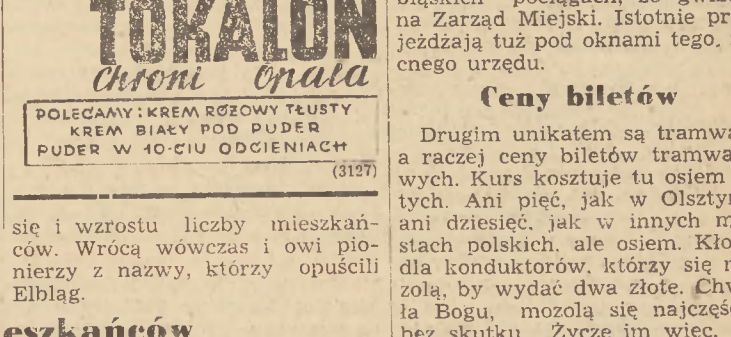 TOKALON
chroni opala
POLECAMY: KREM RÓŻOWY TŁUSTY
KREM BIAŁY POD PUDER
PUDER W 10-CIU ODCIENIACH
(3127)
się i wzrostu liczby mieszkań-
ców. Wrócą wówczas i owi pio-
nierzy z nazwy, którzy opuścili
Elbląg.
eszkańców
na Zarząd Miejski. Istotnie pr
jeżdżają tuż pod oknami tego.
cnego urzędu.
Ceny biletów
Drugim unikatem są tramwa
a raczej ceny biletów tramwa
wych. Kurs kosztuje tu osiem
tych. Ani pięć, jak w Olszty
ani dziesięć, jak w innych m
stach polskich, ale osiem. Kło
dla konduktorów, którzy się m
zolą, by wydać dwa złote. Chw
ła Bogu, mozolą się najczęś
bez skutku. Życzę im więc,